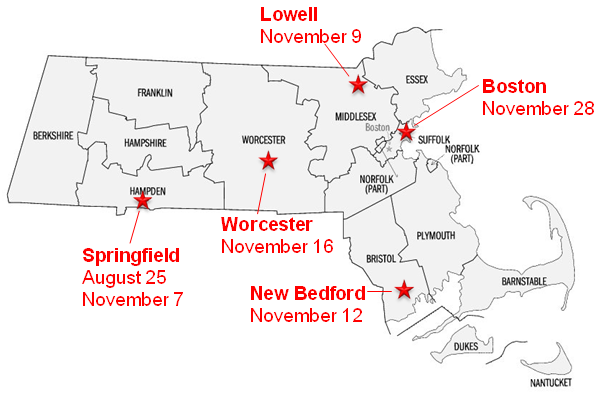 Lowell
November 9
ESSEX
Boston
November 28
FRANKLIN
MIDDLESEX
Boston
BERKSHIRE
HAMPSHIRE
WORCESTER
SUFFOLK
NORFOLK
(PART)
NORFOLK
(PART)
HAMPDEN
Worcester
November 16
PLYMOUTH
Springfield
August 25
November 7
BRISTOL
BARNSTABLE
New Bedford
November 12
DUKES
NANTUCKET